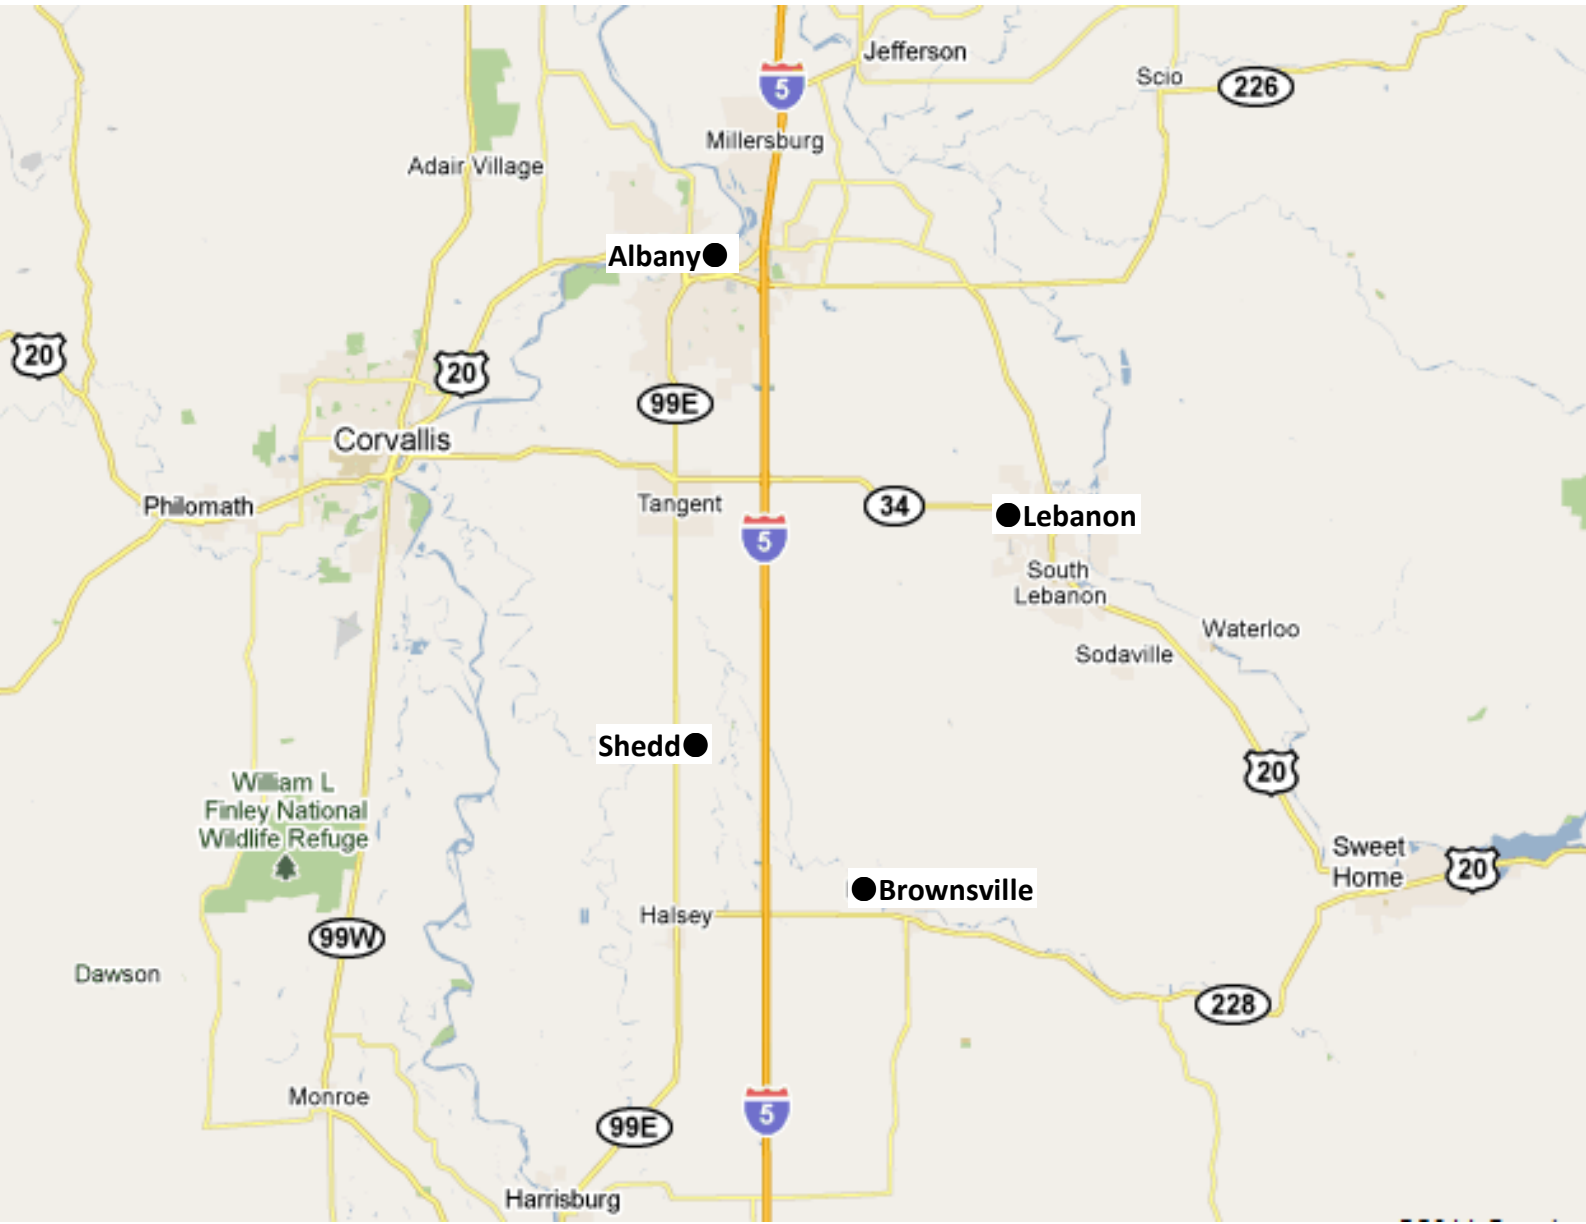 Jefferson
5
Scio
226
Millersburg
Adair Village
Albany
20
20
99E
Corvallis
Philomath
Tangent
34
Lebanon
5
South
Lebanon
Waterloo
Sodaville
Shedd
20
William L
Finley National
Wildlife Refuge
Sweet
Home
20
Brownsville
Halsey
99W
Dawson
228
Monroe
5
99E
Harrisburg